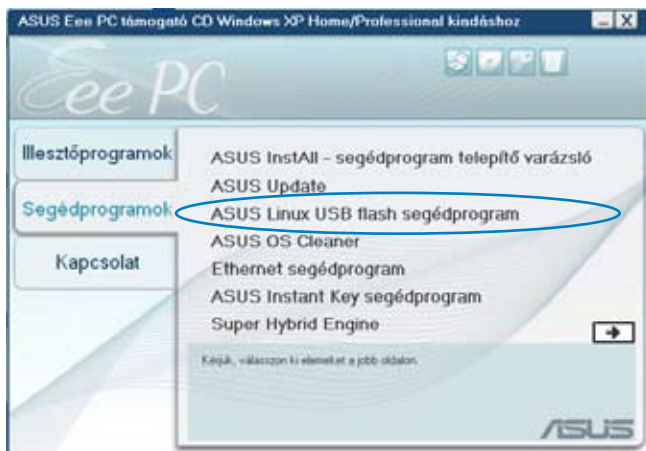 ASUS Eee PC támogató CD Windows XP Home/Professional kiadáshoz
Eee PC
Illesztőprogramok
Segédprogramok
Kapcsolat
ASUS InstAll - segédprogram telepítő varázsló
ASUS Update
ASUS Linux USB flash segédprogram
ASUS OS Cleaner
Ethernet segédprogram
ASUS Instant Key segédprogram
Super Hybrid Engine
Kérjük, válasszon ki elemeket a jobb oldalon.
ASUS